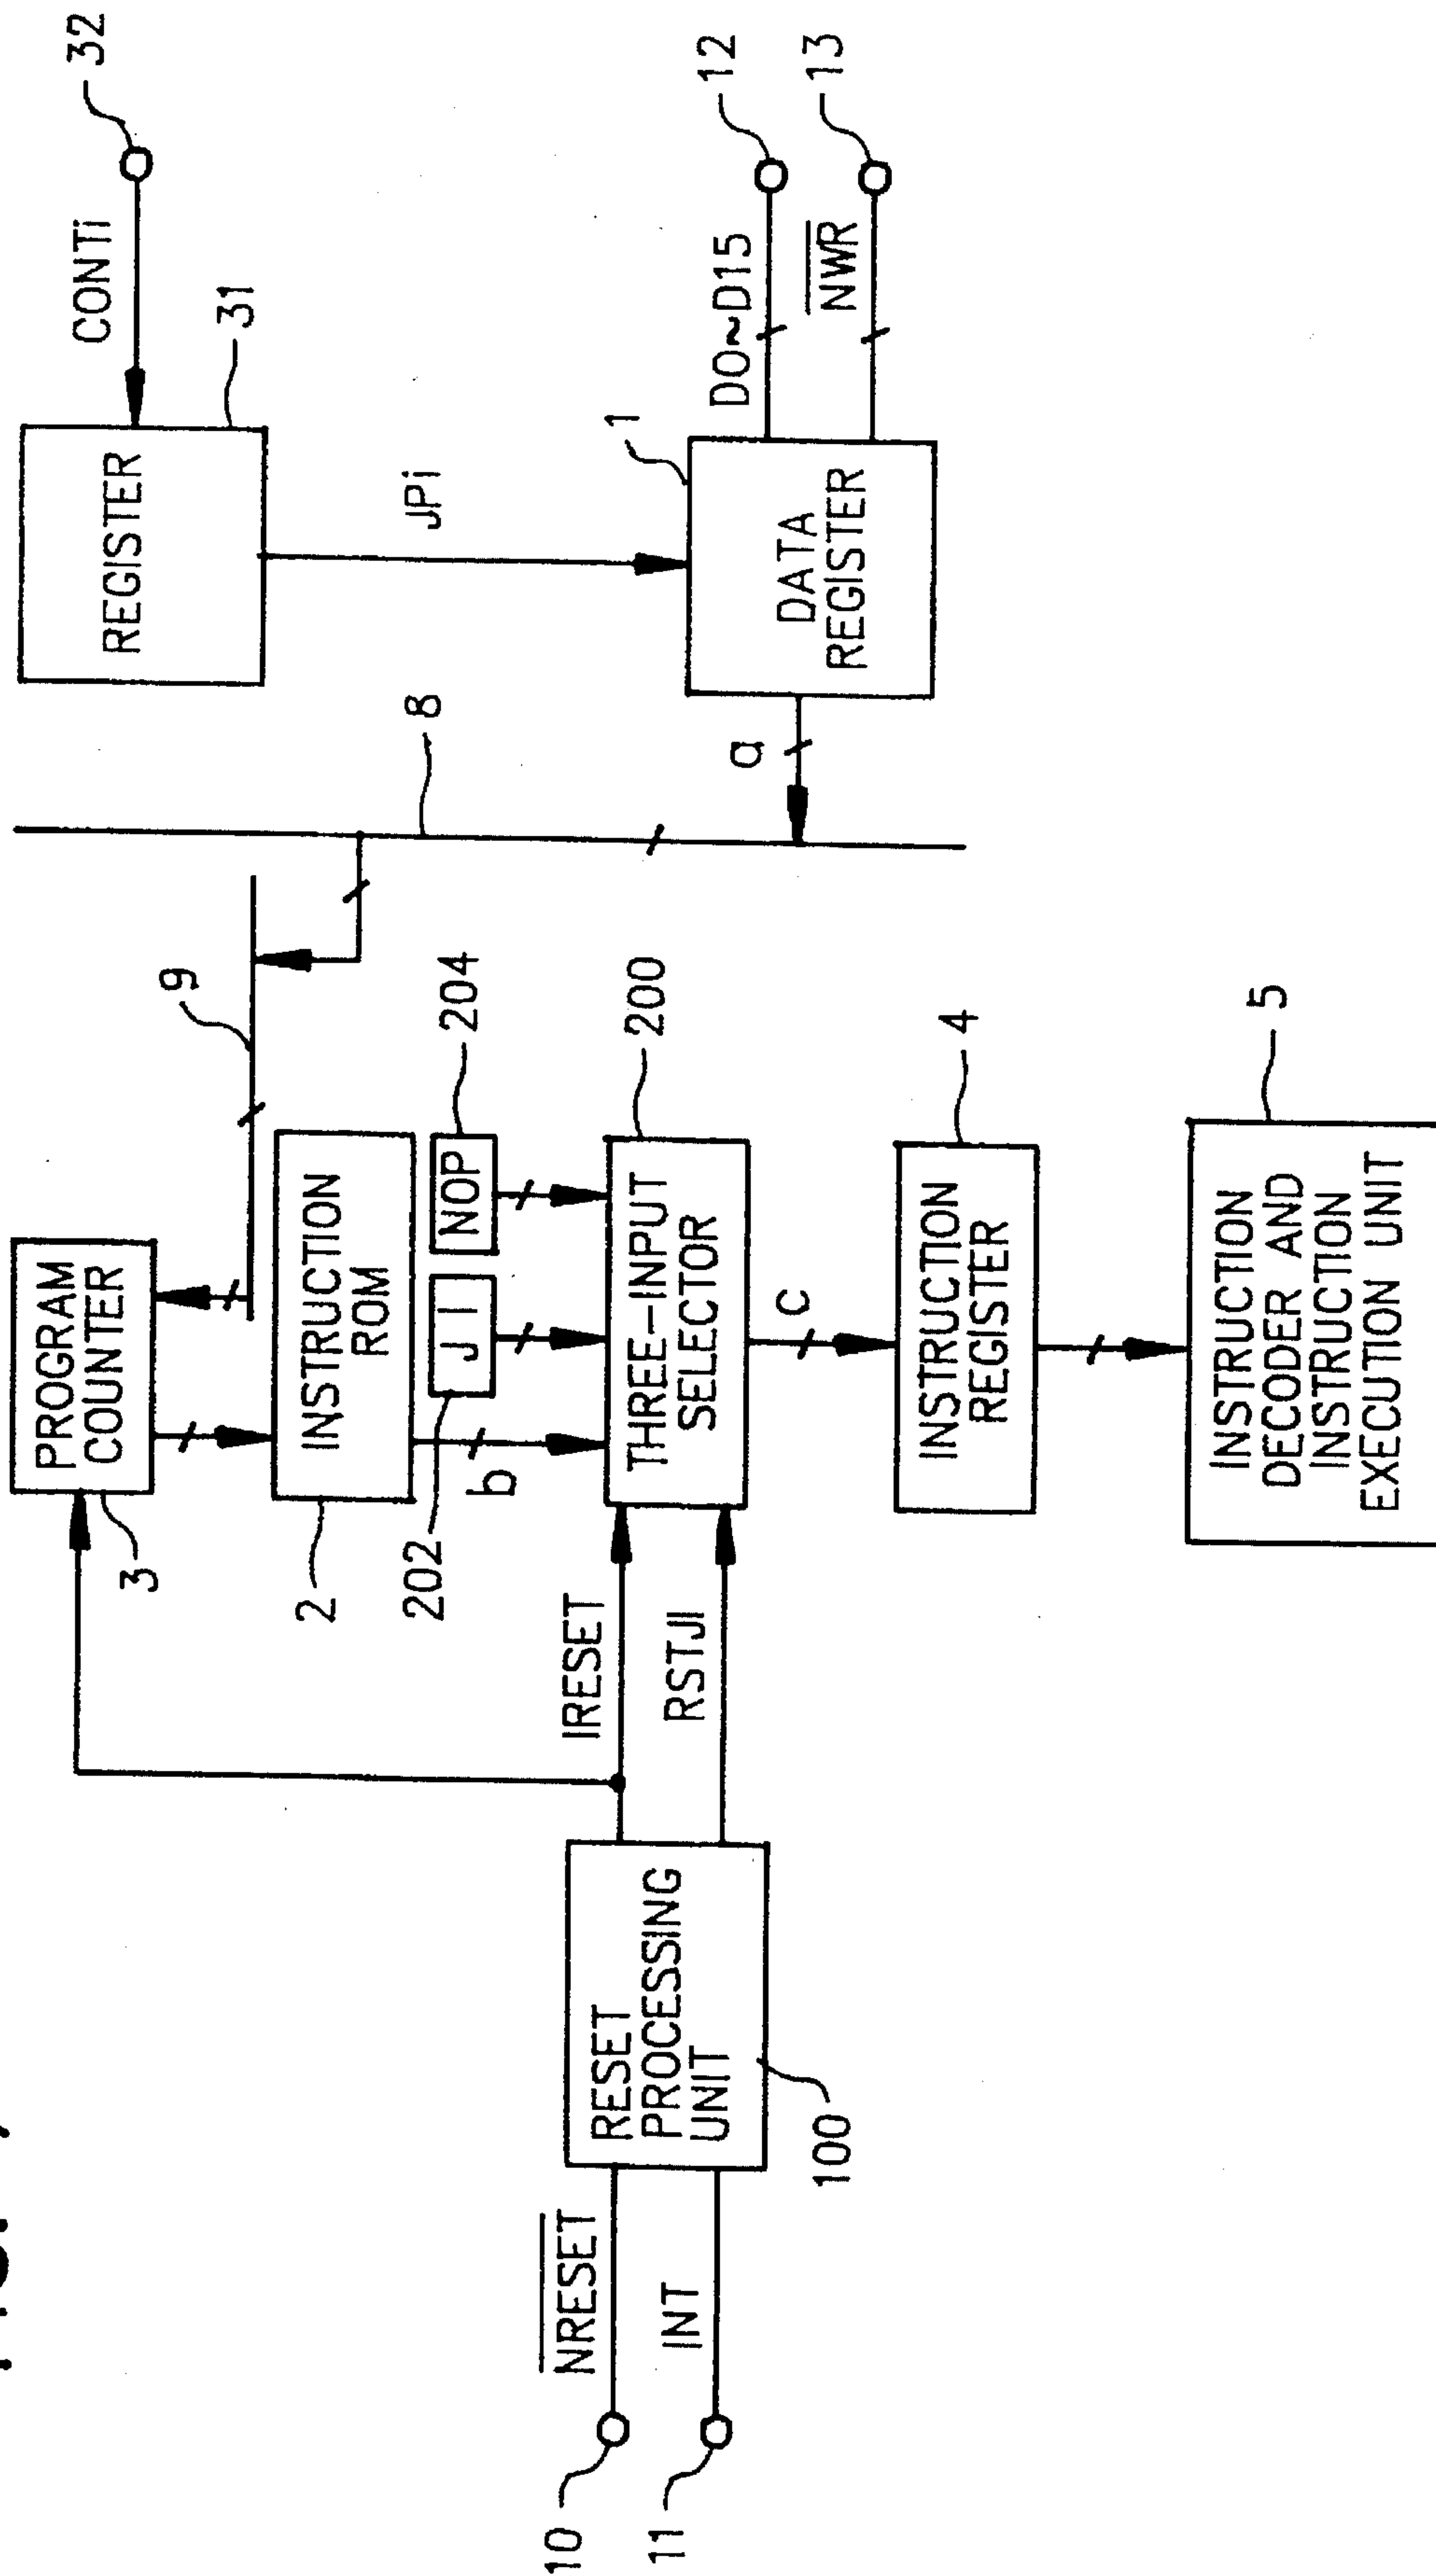 32
CONTi
REGISTER
31
JPi
12
D0~D15
13
NWR
1
DATA
REGISTER
a
8
9
PROGRAM
COUNTER
3
INSTRUCTION
ROM
2
NOP
204
J I
202
b
THREE-INPUT
SELECTOR
200
c
INSTRUCTION
REGISTER
4
INSTRUCTION
DECODER AND
INSTRUCTION
EXECUTION UNIT
5
IRESET
RSTJI
RESET
PROCESSING
UNIT
100
NRESET
INT
10
11